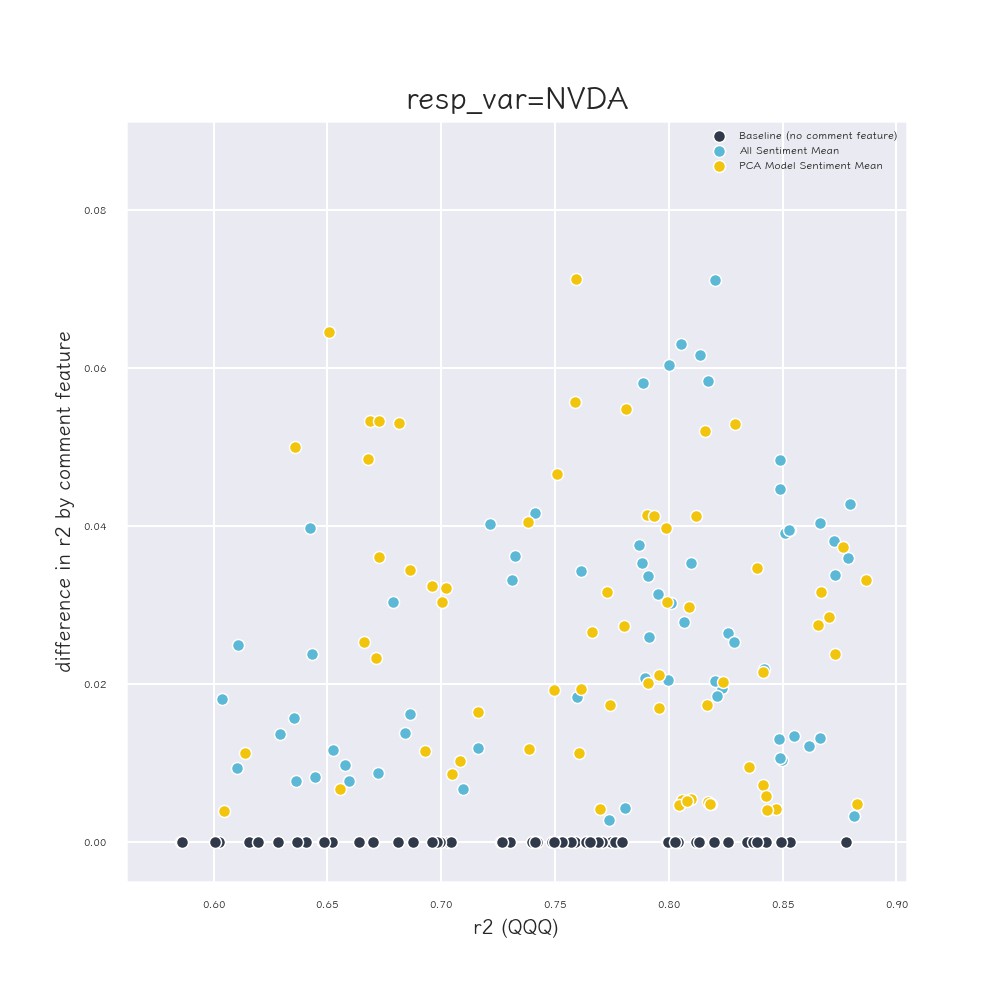 resp_var=NVDA
Baseline (no comment feature)
All Sentiment Mean
PCA Model Sentiment Mean
difference in r2 by comment feature
0.08
0.06
0.04
0.02
0.00
0.60 0.65 0.70 0.75 0.80 0.85 0.90
r2 (QQQ)